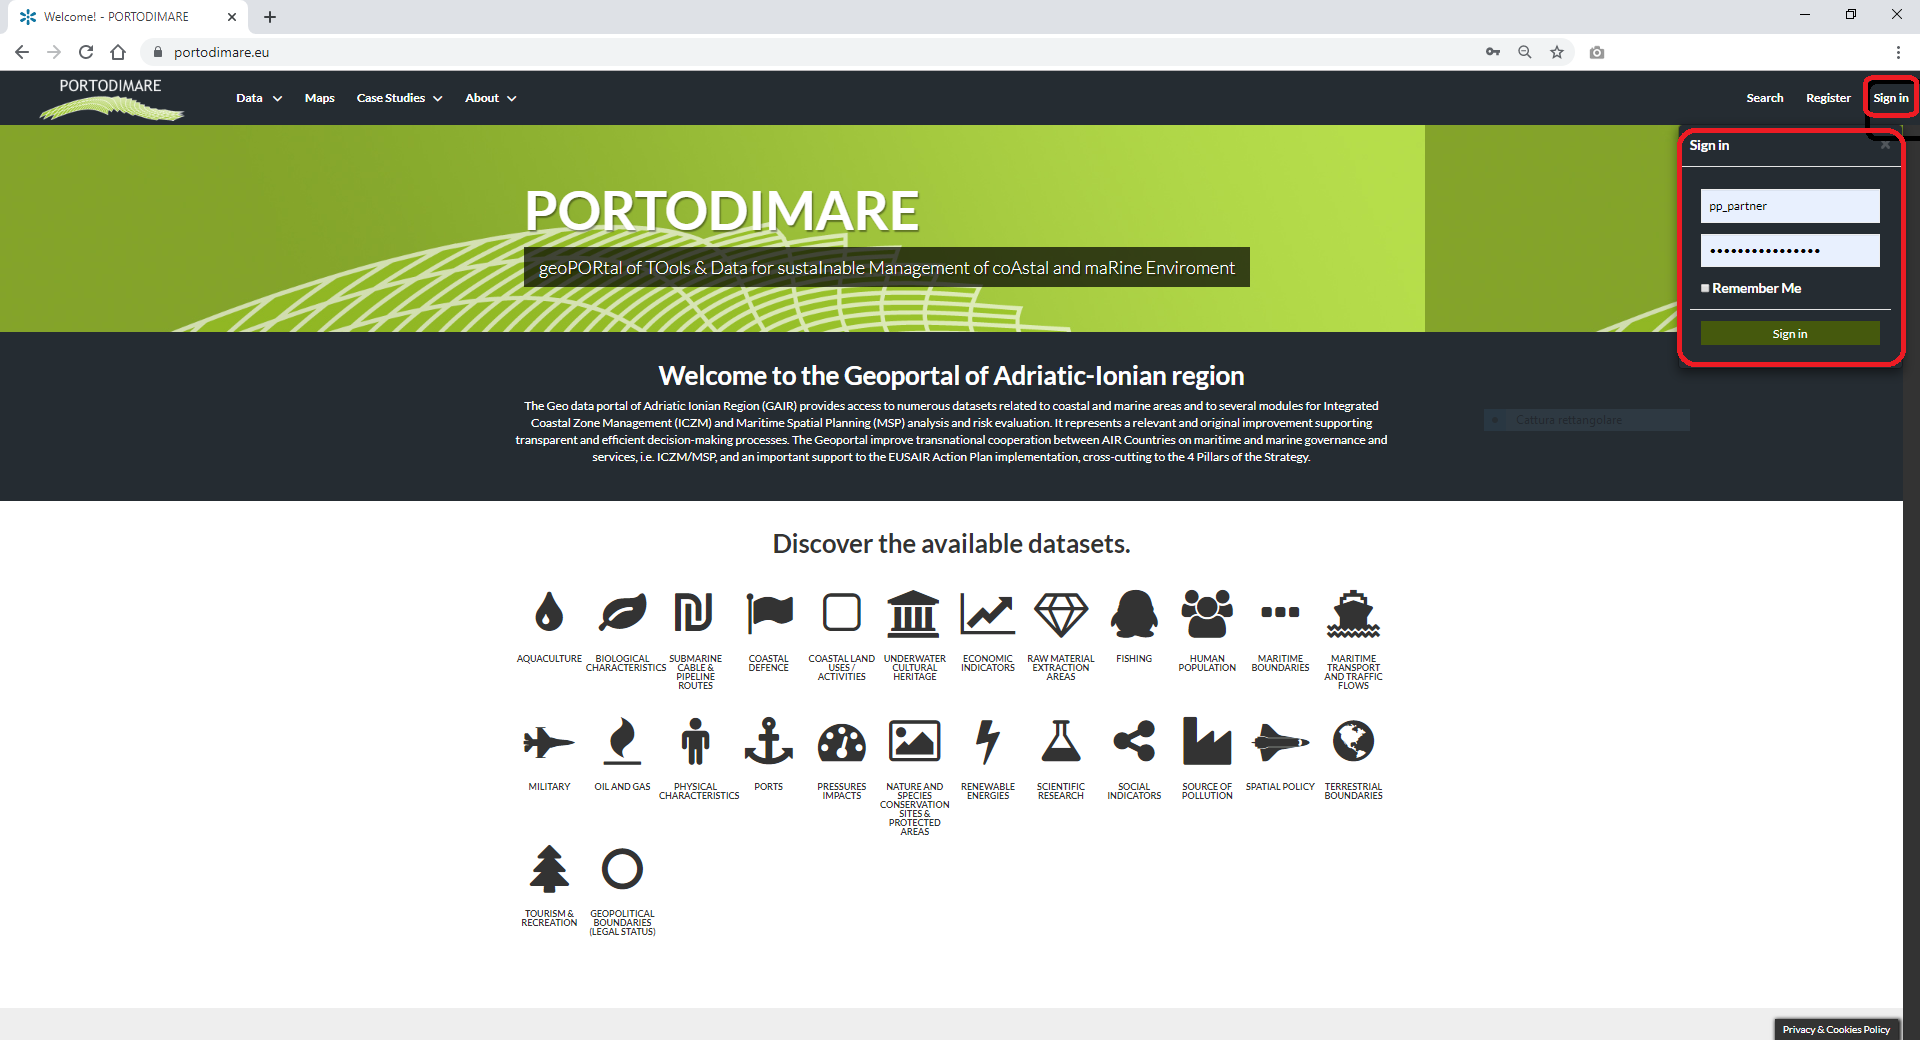 Welcome! - PORTODIMARE
portodimare.eu
PORTODIMARE
Data
Maps
Case Studies
About
Search
Register
Sign in
Sign in
pp_partner
••••••••••••••••
Remember Me
Sign in
PORTODIMARE
geoPORtal of TOols & Data for sustaInable Management of coAstal and maRine Enviroment
Welcome to the Geoportal of Adriatic-Ionian region
The Geo data portal of Adriatic Ionian Region (GAIR) provides access to numerous datasets related to coastal and marine areas and to several modules for Integrated
Coastal Zone Management (ICZM) and Maritime Spatial Planning (MSP) analysis and risk evaluation. It represents a relevant and original improvement supporting
transparent and efficient decision-making processes. The Geoportal improve transnational cooperation between AIR Countries on maritime and marine governance and
services, i.e. ICZM/MSP, and an important support to the EUSAIR Action Plan implementation, cross-cutting to the 4 Pillars of the Strategy.
Cattura rettangolare
Discover the available datasets.
AQUACULTURE
BIOLOGICAL
CHARACTERISTICS
SUBMARINE
CABLE &
PIPELINE
ROUTES
COASTAL
DEFENCE
COASTAL LAND
USES /
ACTIVITIES
UNDERWATER
CULTURAL
HERITAGE
ECONOMIC
INDICATORS
RAW MATERIAL
EXTRACTION
AREAS
FISHING
HUMAN
POPULATION
MARITIME
BOUNDARIES
MARITIME
TRANSPORT
AND TRAFFIC
FLOWS
MILITARY
OIL AND GAS
PHYSICAL
CHARACTERISTICS
PORTS
PRESSURES
IMPACTS
NATURE AND
SPECIES
CONSERVATION
SITES &
PROTECTED
AREAS
RENEWABLE
ENERGIES
SCIENTIFIC
RESEARCH
SOCIAL
INDICATORS
SOURCE OF
POLLUTION
SPATIAL POLICY
TERRESTRIAL
BOUNDARIES
TOURISM &
RECREATION
GEOPOLITICAL
BOUNDARIES
(LEGAL STATUS)
Privacy & Cookies Policy